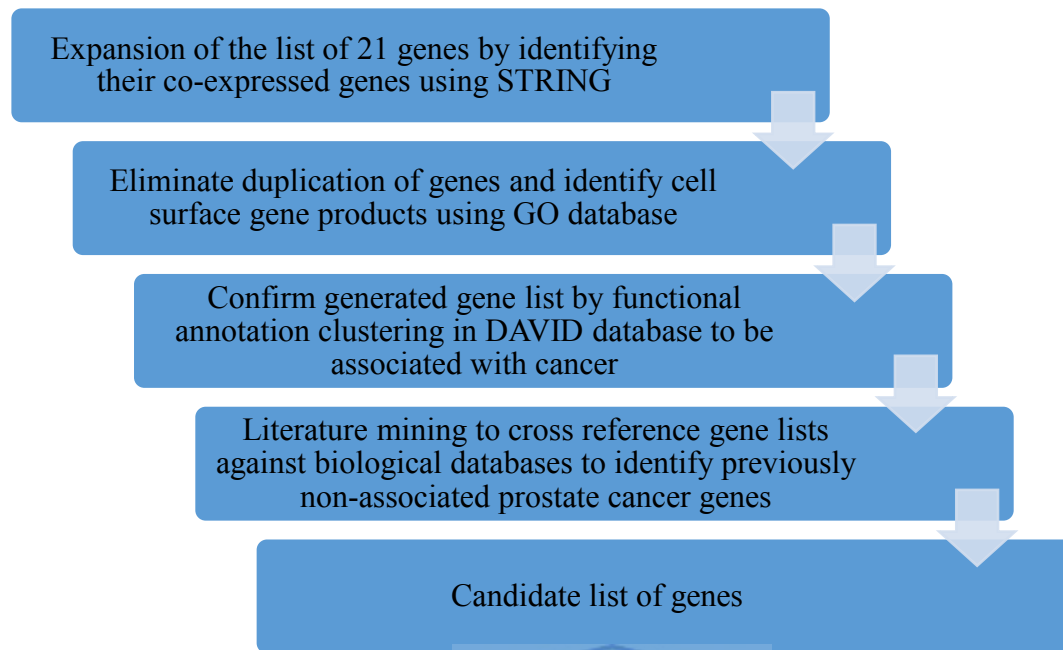 Expansion of the list of 21 genes by identifying
their co-expressed genes using STRING
Eliminate duplication of genes and identify cell
surface gene products using GO database
Confirm generated gene list by functional
annotation clustering in DAVID database to be
associated with cancer
Literature mining to cross reference gene lists
against biological databases to identify previously
non-associated prostate cancer genes
Candidate list of genes